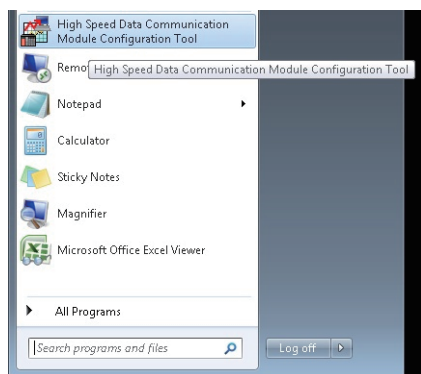 High Speed Data Communication
Module Configuration Tool
Remo
High Speed Data Communication Module Configuration Tool
Notepad
Calculator
Sticky Notes
Magnifier
Microsoft Office Excel Viewer
All Programs
Search programs and files
Log off